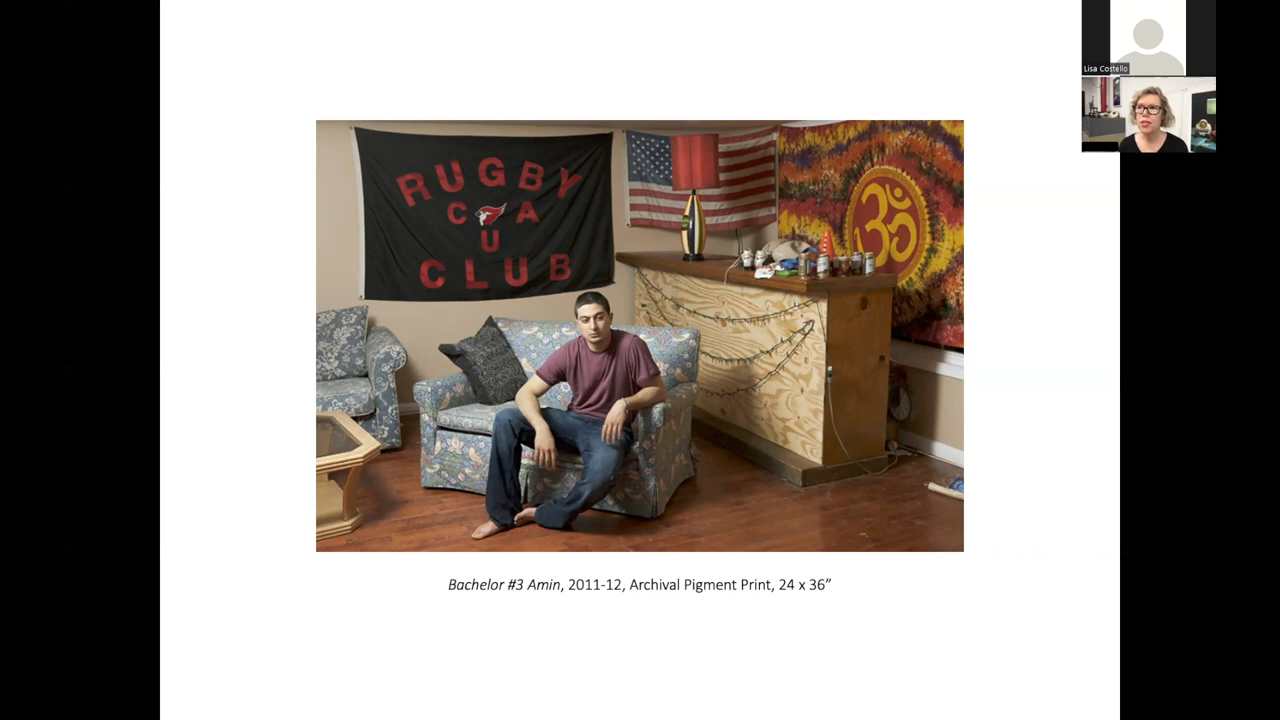 Lisa Costello
RUGBY
C A
U
CLUB
ॐ
Bachelor #3 Amin, 2011-12, Archival Pigment Print, 24 x 36”